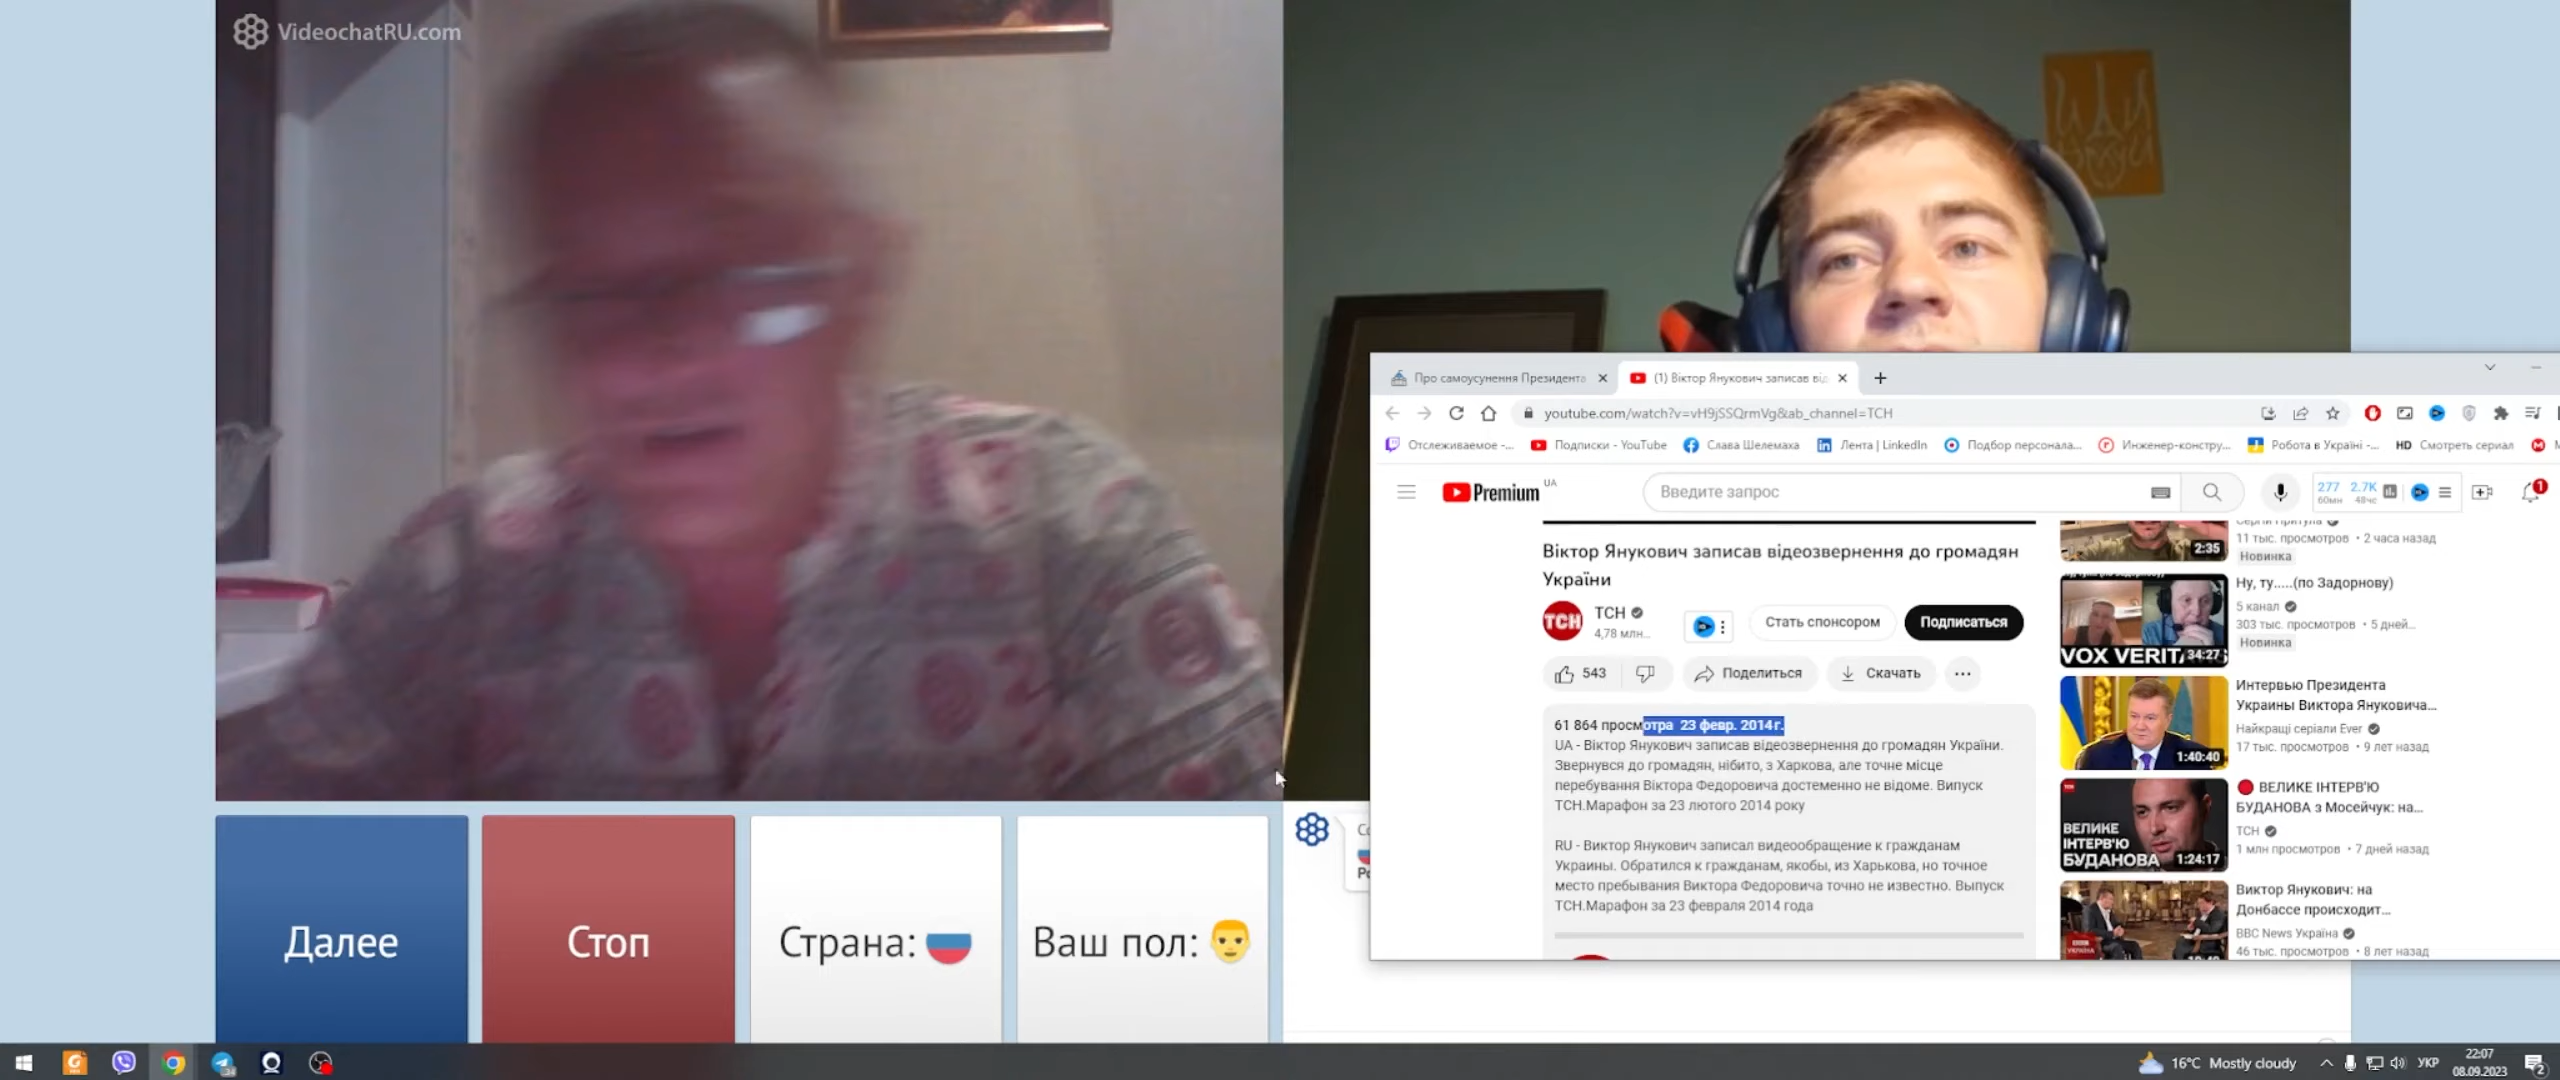 VideochatRU.com
Про самоусунення Президента
(1) Віктор Янукович записав від
youtube.com/watch?v=vH9jSSQrmVg&ab_channel=ТСН
Отслеживаемое -...
Подписки - YouTube
Слава Шелемаха
Лента | LinkedIn
Подбор персонала...
Инженер-констру...
Робота в Україні -...
HD Смотреть сериал
Premium UA
Введите запрос
277 2.7K
60мн 48чс
1
Віктор Янукович записав відеозвернення до громадян
України
ТСН
ТСН
4,78 млн...
Стать спонсором
Подписаться
543
Поделиться
Скачать
61 864 просмотра 23 февр. 2014 г.
UA - Віктор Янукович записав відеозвернення до громадян України.
Звернувся до громадян, нібито, з Харкова, але точне місце
перебування Віктора Федоровича достеменно не відоме. Випуск
ТСН.Марафон за 23 лютого 2014 року
RU - Виктор Янукович записал видеообращение к гражданам
Украины. Обратился к гражданам, якобы, из Харькова, но точное
место пребывания Виктора Федоровича точно не известно. Выпуск
ТСН.Марафон за 23 февраля 2014 года
2:35
11 тыс. просмотров • 2 часа назад
Новинка
VOX VERIT
34:27
Ну, ту.....(по Задорнову)
5 канал
303 тыс. просмотров • 5 дней...
Новинка
1:40:40
Интервью Президента
Украины Виктора Януковича...
Найкращі серіали Ever
17 тыс. просмотров • 9 лет назад
ВЕЛИКЕ
ІНТЕРВ'Ю
БУДАНОВА
1:24:17
ВЕЛИКЕ ІНТЕРВ'Ю
БУДАНОВА з Мосейчук: на...
ТСН
1 млн просмотров • 7 дней назад
Виктор Янукович: на
Донбассе происходит...
BBC News Україна
46 тыс. просмотров • 8 лет назад
Далее
Стоп
Страна:
Ваш пол:
16°C Mostly cloudy
УКР
22:07
08.09.2023
2